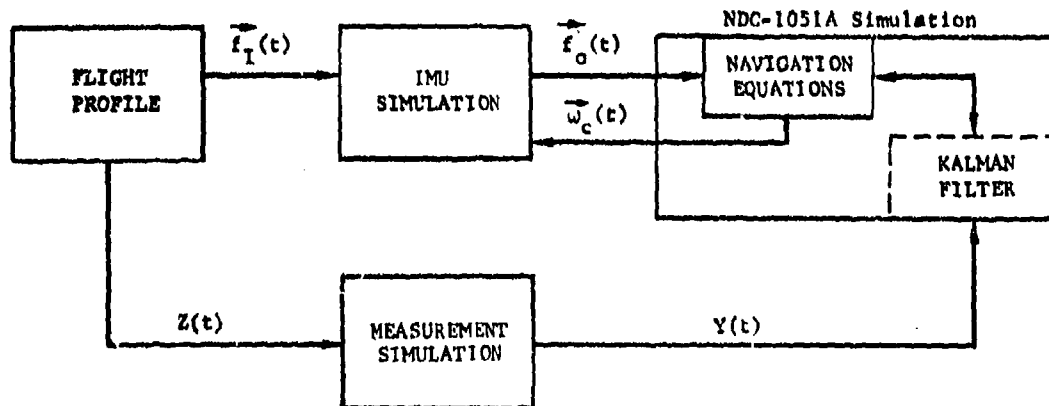 NDC-1051A Simulation
FLIGHT
PROFILE
f_I(t)
IMU
SIMULATION
f_o(t)
ω_c(t)
NAVIGATION
EQUATIONS
KALMAN
FILTER
Z(t)
MEASUREMENT
SIMULATION
Y(t)